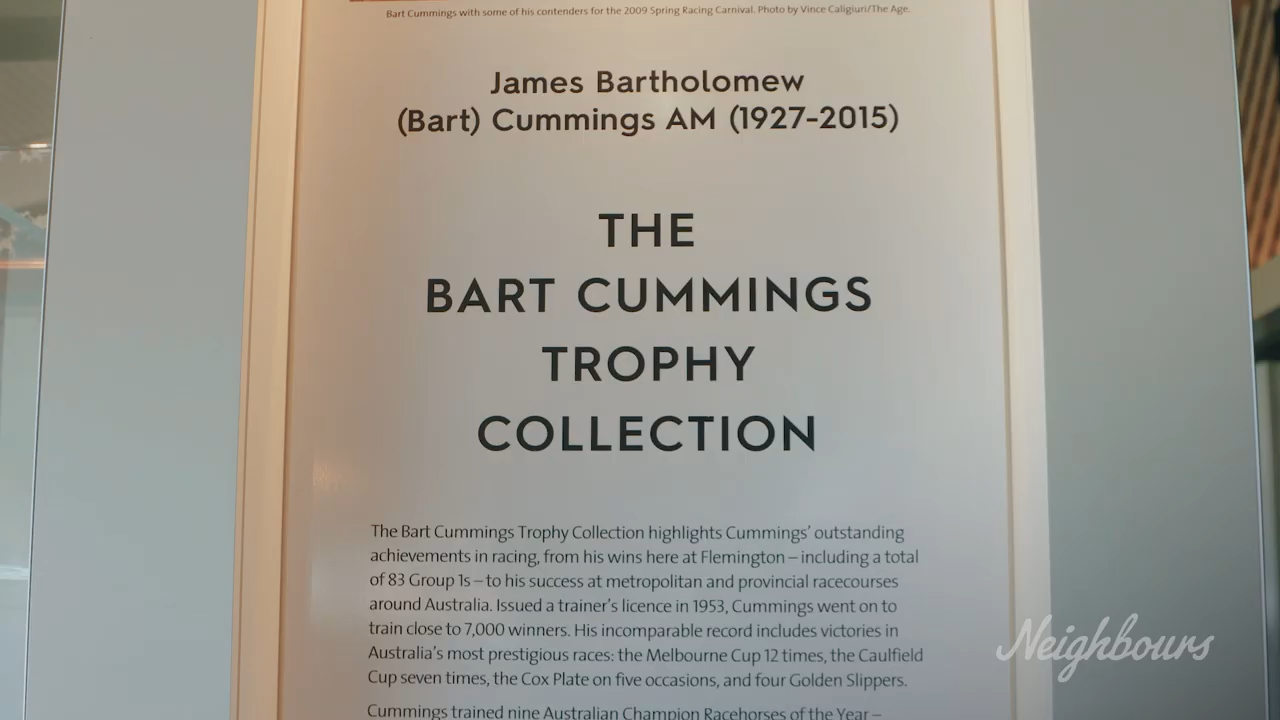 Bart Cummings with some of his contenders for the 2009 Spring Racing Carnival. Photo by Vince Caligiuri/The Age.
James Bartholomew
(Bart) Cummings AM (1927-2015)
THE
BART CUMMINGS
TROPHY
COLLECTION
The Bart Cummings Trophy Collection highlights Cummings' outstanding
achievements in racing, from his wins here at Flemington – including a total
of 83 Group 1s – to his success at metropolitan and provincial racecourses
around Australia. Issued a trainer's licence in 1953, Cummings went on to
train close to 7,000 winners. His incomparable record includes victories in
Australia's most prestigious races: the Melbourne Cup 12 times, the Caulfield
Cup seven times, the Cox Plate on five occasions, and four Golden Slippers.
Cummings trained nine Australian Champion Racehorses of the Year –
Neighbours